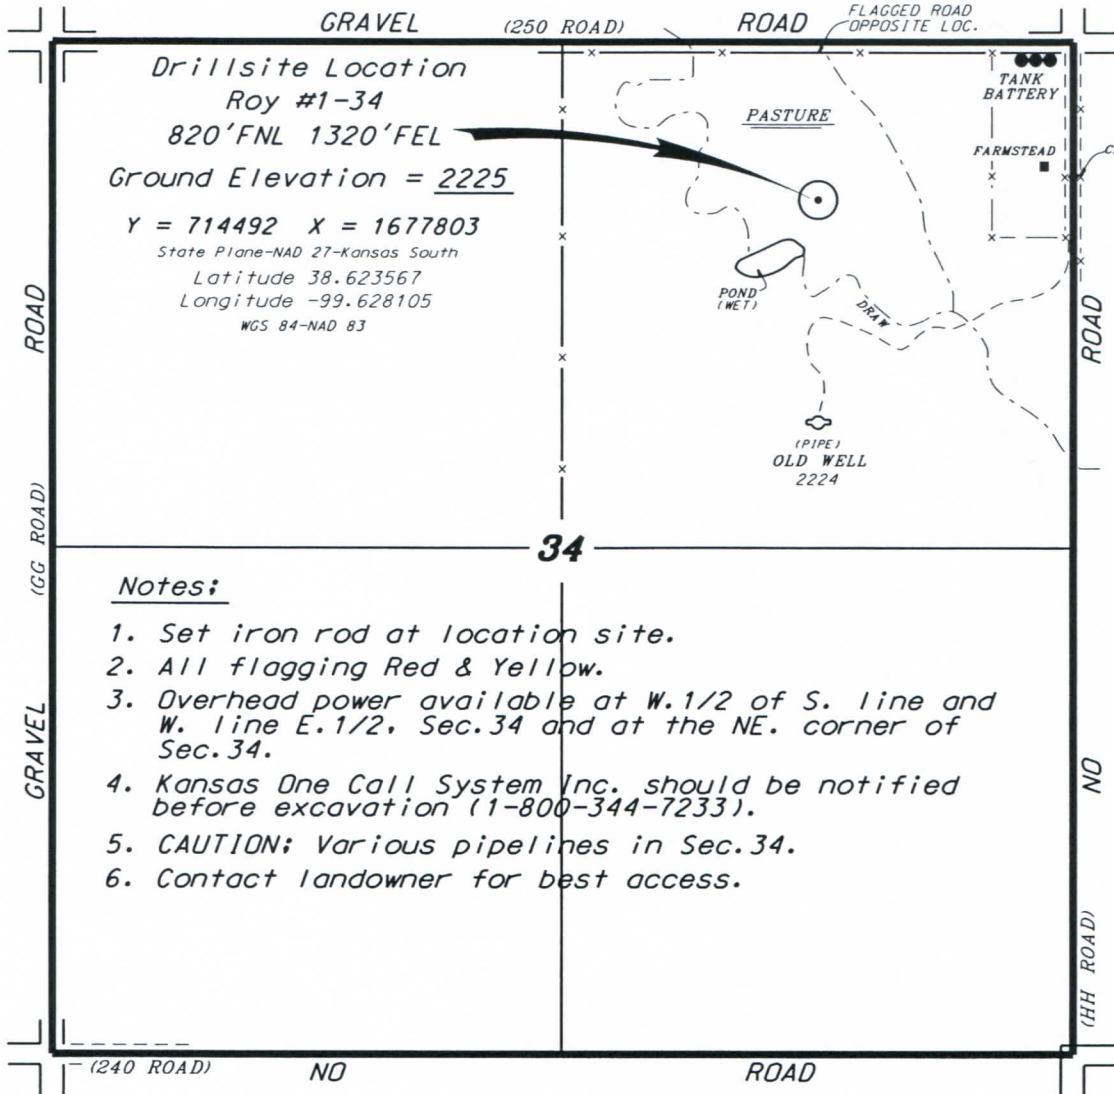 GRAVEL (250 ROAD) ROAD
FLAGGED ROAD
OPPOSITE LOC.
Drillsite Location
Roy #1-34
820'FNL 1320'FEL
Ground Elevation = 2225
Y = 714492 X = 1677803
State Plane-NAD 27-Kansas South
Latitude 38.623567
Longitude -99.628105
WGS 84-NAD 83
PASTURE
TANK
BATTERY
FARMSTEAD
POND
(WET)
DRAW
(PIPE)
OLD WELL
2224
ROAD
(GG ROAD)
GRAVEL
ROAD
NO
(HH ROAD)
34
Notes:
1. Set iron rod at location site.
2. All flagging Red & Yellow.
3. Overhead power available at W.1/2 of S. line and
W. line E.1/2, Sec.34 and at the NE. corner of
Sec.34.
4. Kansas One Call System Inc. should be notified
before excavation (1-800-344-7233).
5. CAUTION: Various pipelines in Sec.34.
6. Contact landowner for best access.
(240 ROAD) NO ROAD